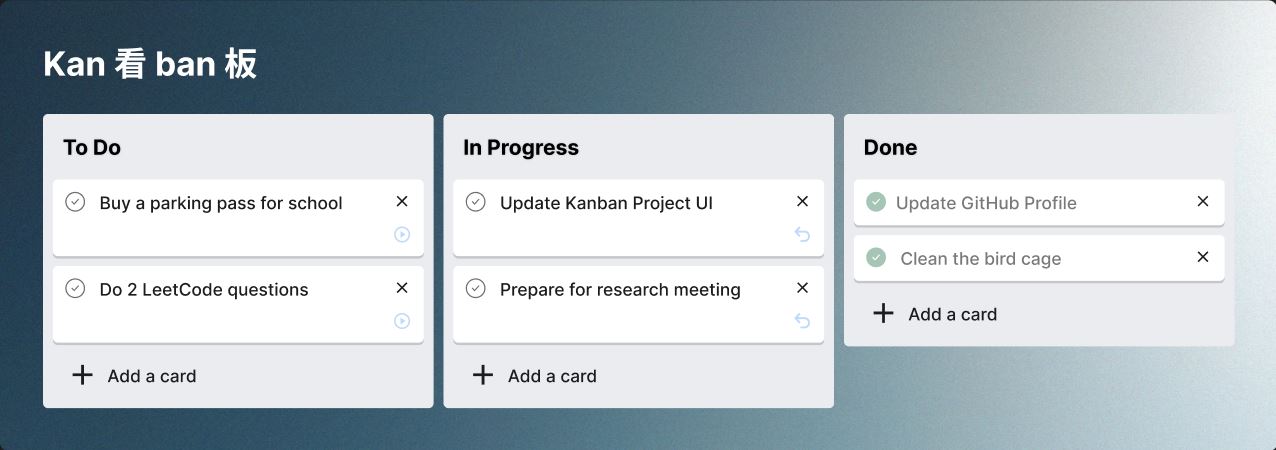 Kan 看 ban 板
To Do
Buy a parking pass for school
Do 2 LeetCode questions
Add a card
In Progress
Update Kanban Project UI
Prepare for research meeting
Add a card
Done
Update GitHub Profile
Clean the bird cage
Add a card